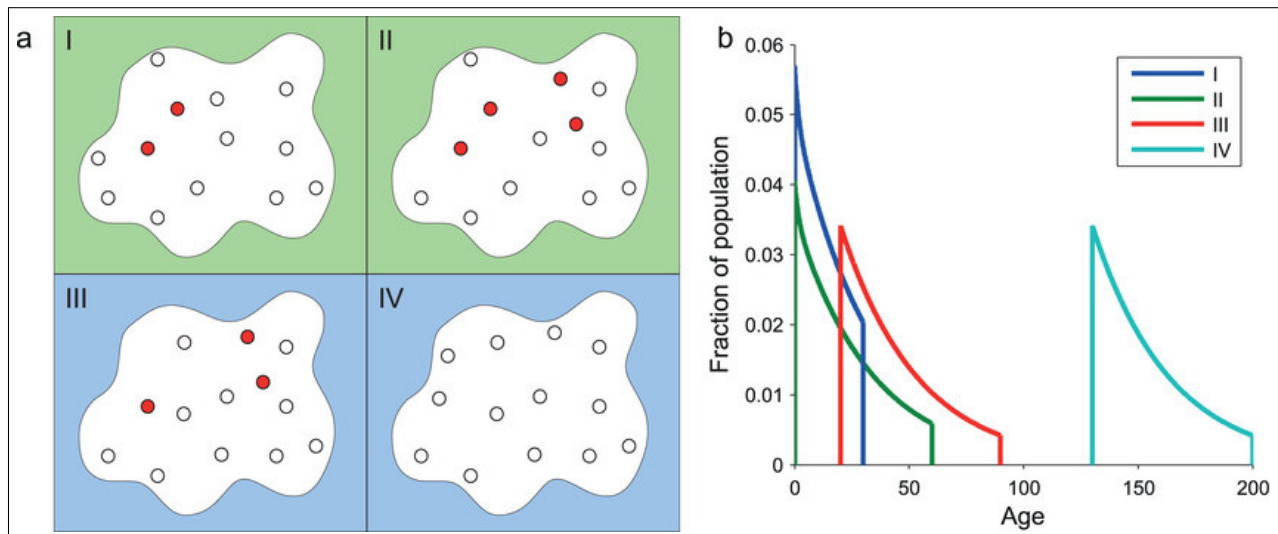 a
I
II
III
IV
b
0.06
0.05
0.04
0.03
0.02
0.01
0
Fraction of population
0
50
100
150
200
Age
I
II
III
IV